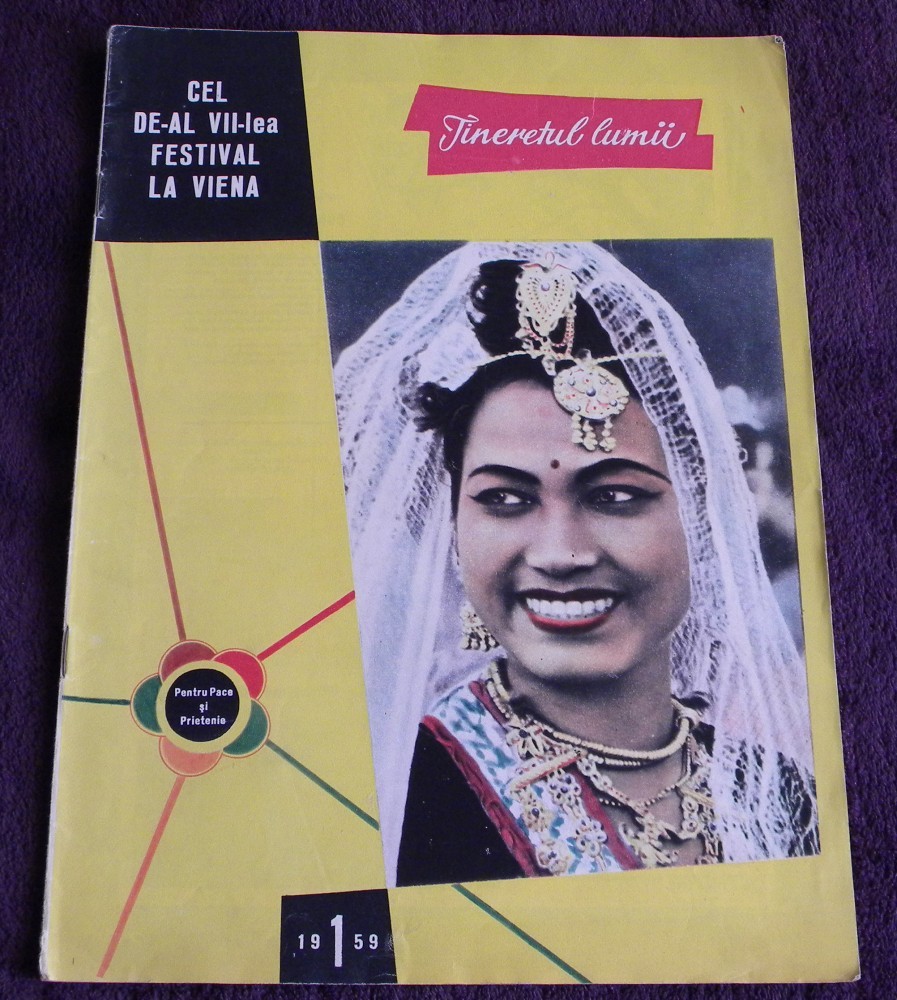 CEL
DE-AL VII-lea
FESTIVAL
LA VIENA
Tineretul lumii
Pentru Pace
și
Prietenie
19 1 59